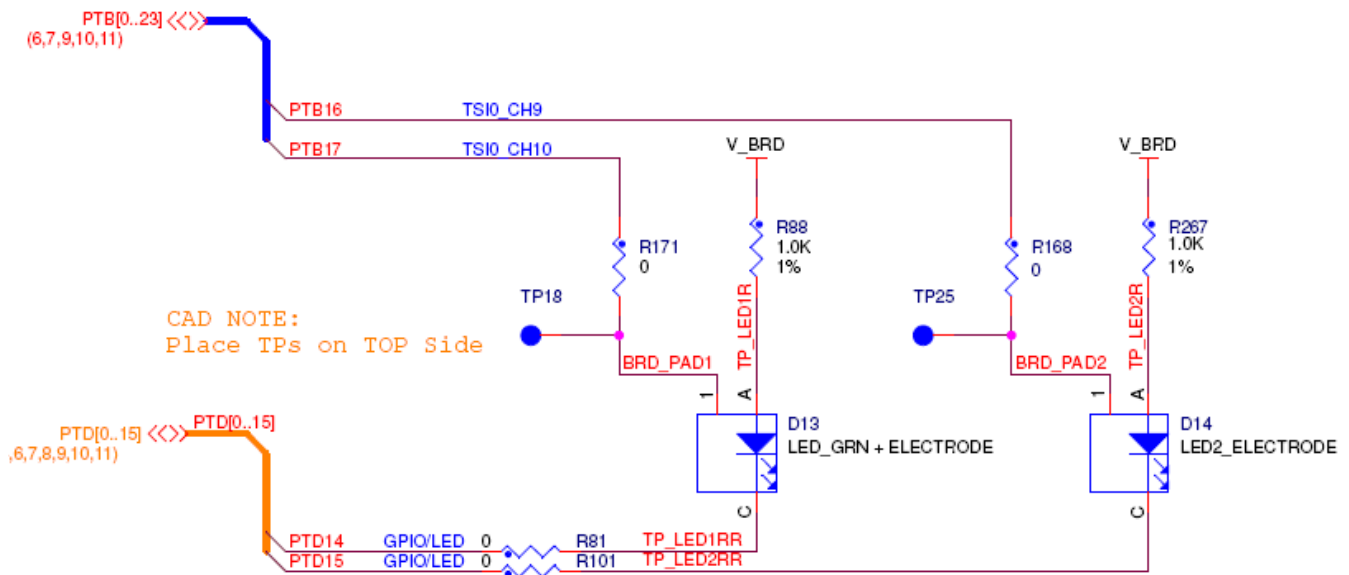 PTB[0..23]
(6,7,9,10,11)
PTB16 TSI0_CH9
PTB17 TSI0_CH10
V_BRD
V_BRD
R171
0
R88
1.0K
1%
R168
0
R267
1.0K
1%
TP18
TP_LED1R
TP25
TP_LED2R
CAD NOTE:
Place TPs on TOP Side
BRD_PAD1
BRD_PAD2
1
A
1
A
PTD[0..15]
PTD[0..15]
,6,7,8,9,10,11)
D13
LED_GRN + ELECTRODE
D14
LED2_ELECTRODE
C
C
PTD14 GPIO/LED 0 R81 TP_LED1RR
PTD15 GPIO/LED 0 R101 TP_LED2RR